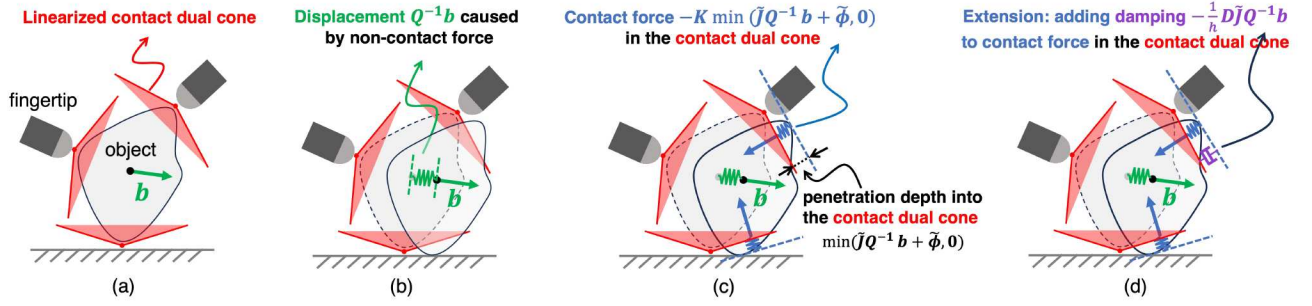 Linearized contact dual cone
fingertip
object
b
(a)
Displacement Q⁻¹b caused
by non-contact force
b
(b)
Contact force −K min (J̃Q⁻¹ b + ϕ̃, 0)
in the contact dual cone
b
penetration depth into
the contact dual cone
min(J̃Q⁻¹ b + ϕ̃, 0)
(c)
Extension: adding damping −1/h DJ̃Q⁻¹b
to contact force in the contact dual cone
b
(d)